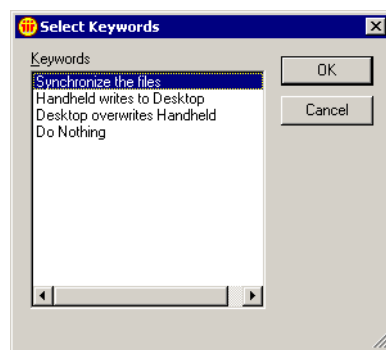 Select Keywords
Keywords
Synchronize the files
Handheld writes to Desktop
Desktop overwrites Handheld
Do Nothing
OK
Cancel